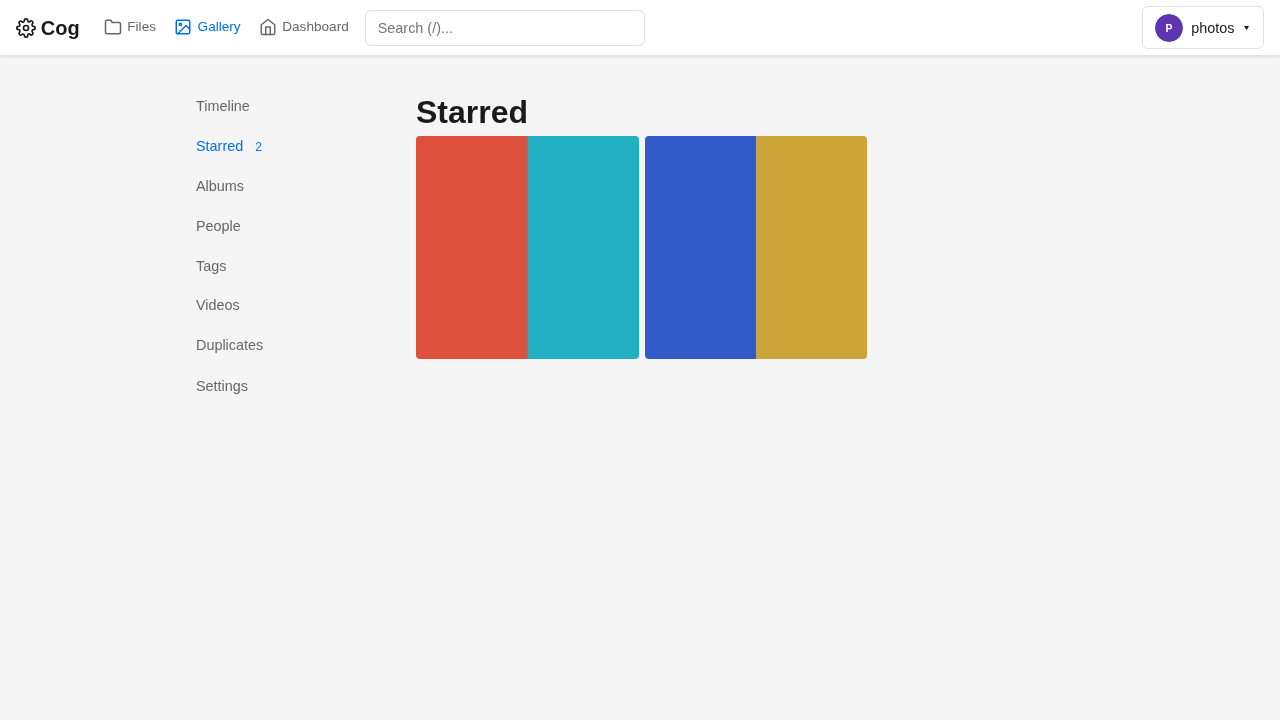 Cog Files Gallery Dashboard Search (/)... P photos
Timeline
Starred 2
Albums
People
Tags
Videos
Duplicates
Settings
Starred